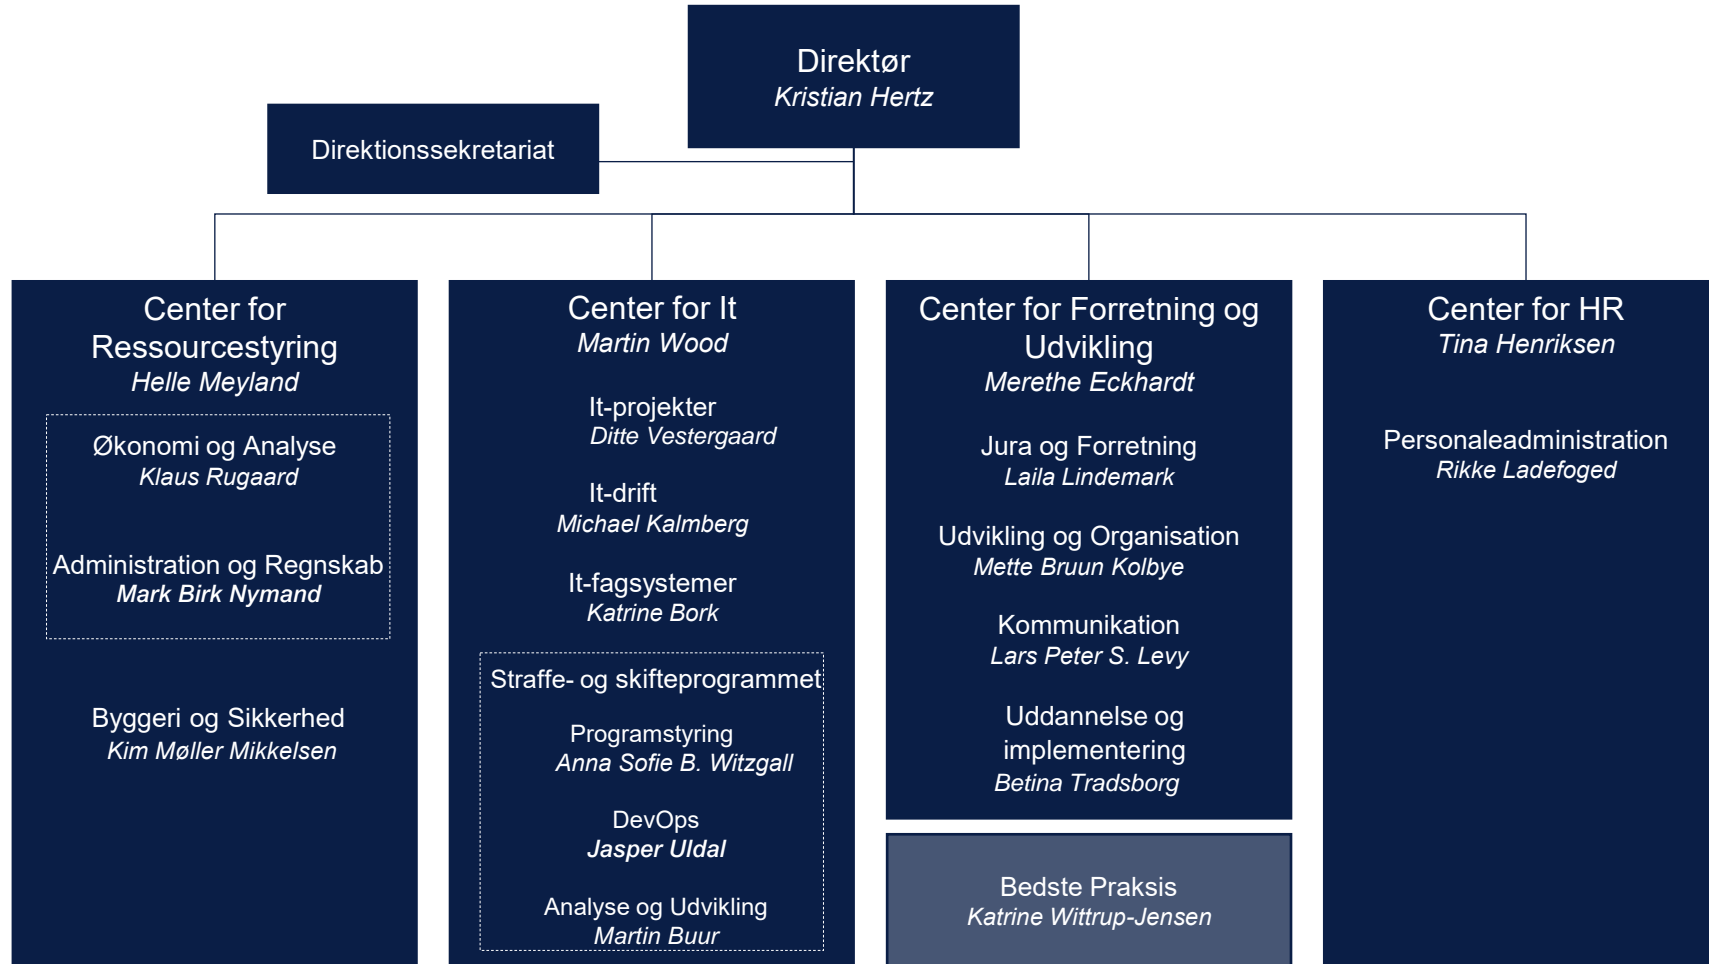 Direktør
Kristian Hertz
Direktionssekretariat
Center for
Ressourcestyring
Helle Meyland
Økonomi og Analyse
Klaus Rugaard
Administration og Regnskab
Mark Birk Nymand
Byggeri og Sikkerhed
Kim Møller Mikkelsen
Center for It
Martin Wood
It-projekter
Ditte Vestergaard
It-drift
Michael Kalmberg
It-fagsystemer
Katrine Bork
Straffe- og skifteprogrammet
Programstyring
Anna Sofie B. Witzgall
DevOps
Jasper Uldal
Analyse og Udvikling
Martin Buur
Center for Forretning og
Udvikling
Merethe Eckhardt
Jura og Forretning
Laila Lindemark
Udvikling og Organisation
Mette Bruun Kolbye
Kommunikation
Lars Peter S. Levy
Uddannelse og
implementering
Betina Tradsborg
Bedste Praksis
Katrine Wittrup-Jensen
Center for HR
Tina Henriksen
Personaleadministration
Rikke Ladefoged